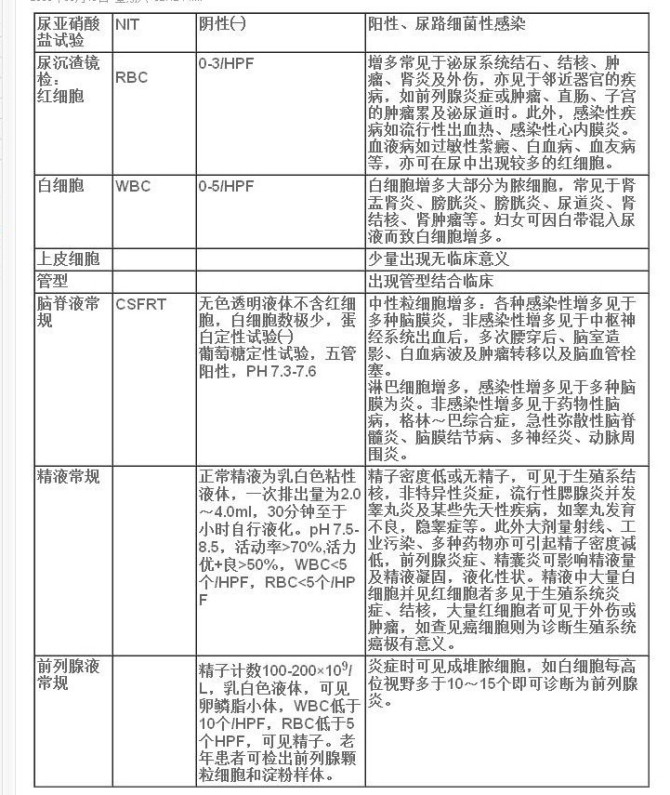 尿亚硝酸盐试验 NIT 阴性(-) 阳性、尿路细菌性感染
尿沉渣镜检：
红细胞
RBC
0-3/HPF
增多常见于泌尿系统结石、结核、肿
瘤、肾炎及外伤，亦见于邻近器官的疾
病，如前列腺炎症或肿瘤、直肠、子宫
的肿瘤累及泌尿道时。此外，感染性疾
病如流行性出血热、感染性心内膜炎。
血液病如过敏性紫癜、白血病、血友病
等，亦可在尿中出现较多的红细胞。
白细胞 WBC 0-5/HPF
白细胞增多大部分为脓细胞，常见于肾
盂肾炎、膀胱炎、膀胱炎、尿道炎、肾
结核、肾肿瘤等。妇女可因白带混入尿
液而致白细胞增多。
上皮细胞 少量出现无临床意义
管型 出现管型结合临床
脑脊液常
规
CSFRT
无色透明液体不含红细
胞，白细胞数极少，蛋
白定性试验(-)
葡萄糖定性试验，五管
阳性，PH 7.3-7.6
中性粒细胞增多：各种感染性增多见于
多种脑膜炎，非感染性增多见于中枢神
经系统出血后，多次腰穿后、脑室造
影、白血病波及肿瘤转移以及脑血管栓
塞。
淋巴细胞增多，感染性增多见于多种脑
膜为炎。非感染性增多见于药物性脑
病，格林～巴综合症，急性弥散性脑脊
髓炎、脑膜结节病、多神经炎、动脉周
围炎。
精液常规
正常精液为乳白色粘性
液体，一次排出量为2.0
～4.0ml，30分钟至于
小时自行液化。pH 7.5-
8.5，活动率>70%,活力
优+良>50%，WBC<5
个/HPF，RBC<5个/HP
F
精子密度低或无精子，可见于生殖系结
核，非特异性炎症，流行性腮腺炎并发
睾丸炎及某些先天性疾病，如睾丸发育
不良，隐睾症等。此外大剂量射线、工
业污染、多种药物亦可引起精子密度减
低，前列腺炎症、精囊炎可影响精液量
及精液凝固，液化性状。精液中大量白
细胞并见红细胞者多见于生殖系统炎
症、结核，大量红细胞者可见于外伤或
肿瘤，如查见癌细胞则为诊断生殖系统
癌极有意义。
前列腺液
常规
精子计数100-200×10⁹/
L，乳白色液体，可见
卵鳞脂小体，WBC低于
10个/HPF，RBC低于5
个HPF，可见精子。老
年患者可检出前列腺颗
粒细胞和淀粉样体。
炎症时可见成堆脓细胞，如白细胞每高
位视野多于10～15个即可诊断为前列腺
炎。